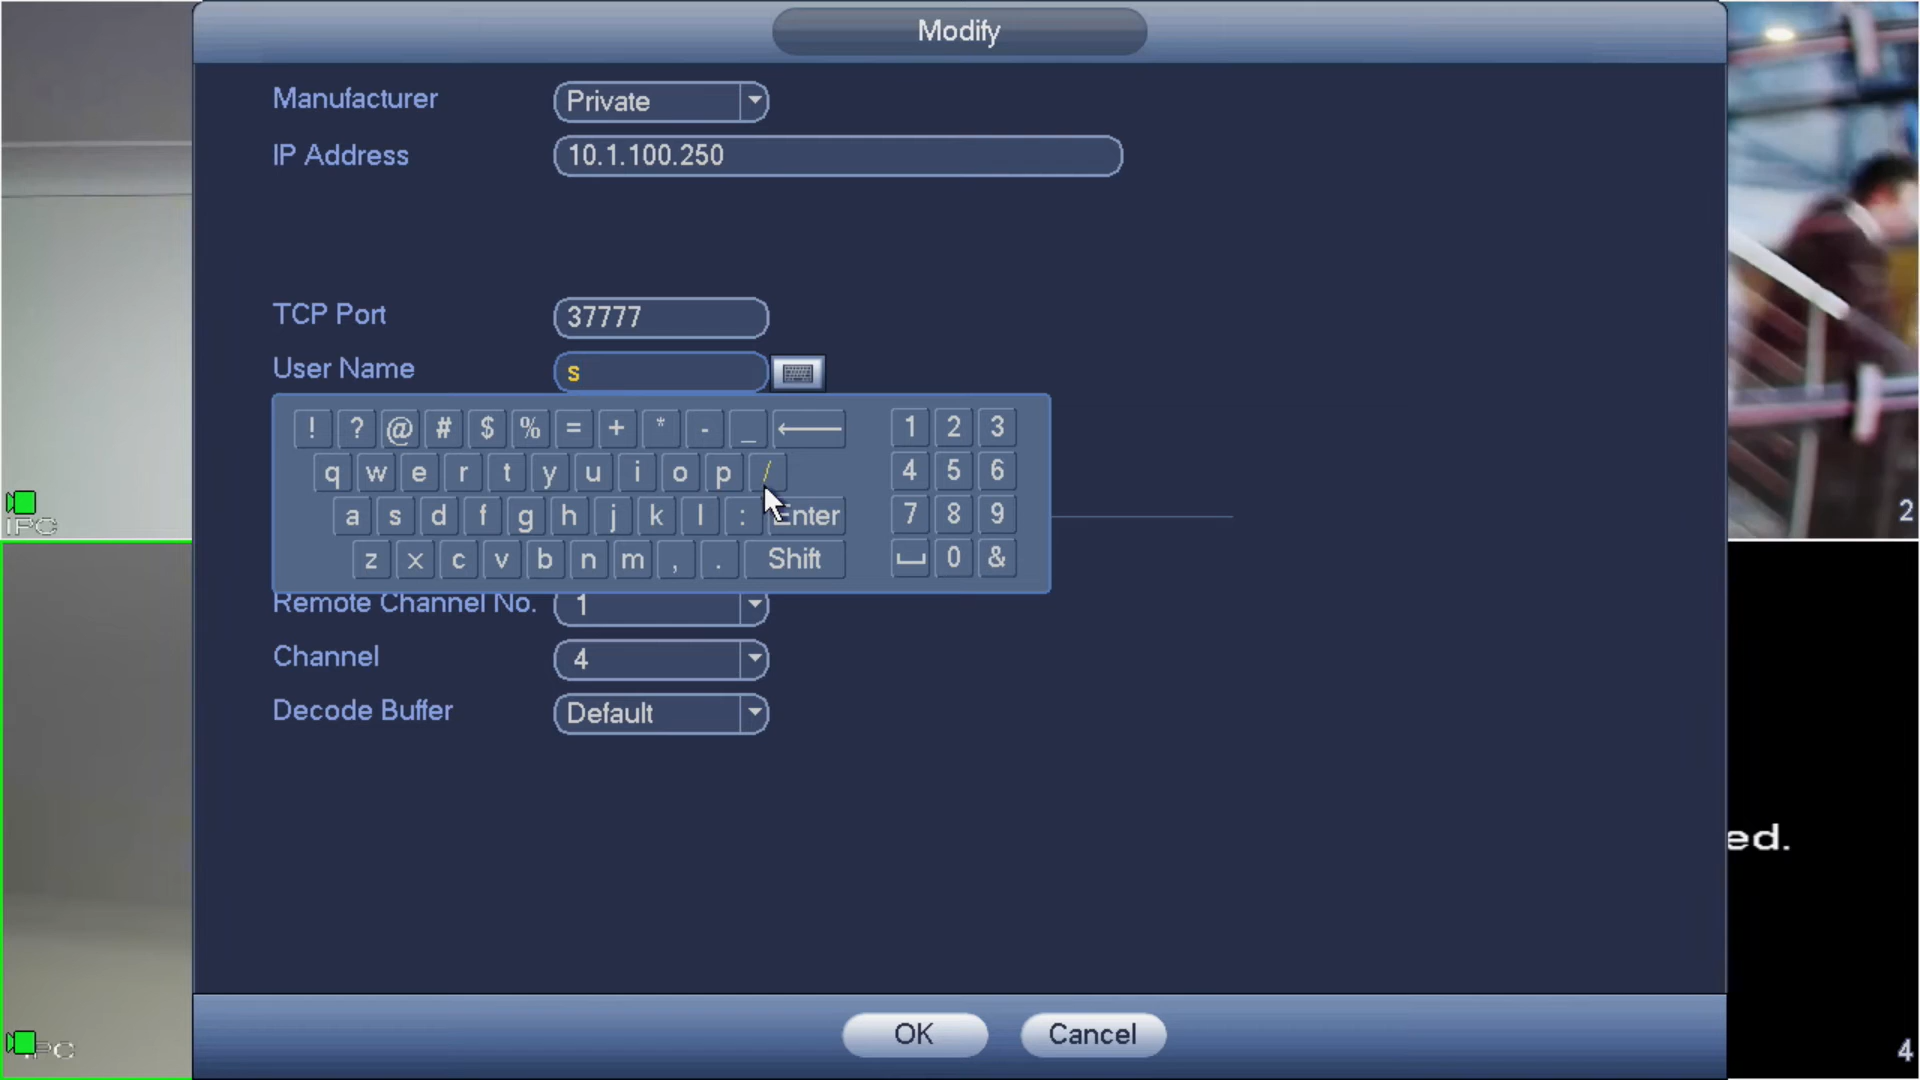 Modify
Manufacturer Private
IP Address 10.1.100.250
TCP Port 37777
User Name s
! ? @ # $ % = + * - _ 1 2 3
q w e r t y u i o p / 4 5 6
a s d f g h j k l : Enter 7 8 9
z x c v b n m , . Shift 0 &
Remote Channel No. 1
Channel 4
Decode Buffer Default
OK Cancel
IPC
2
ed.
IPC
4